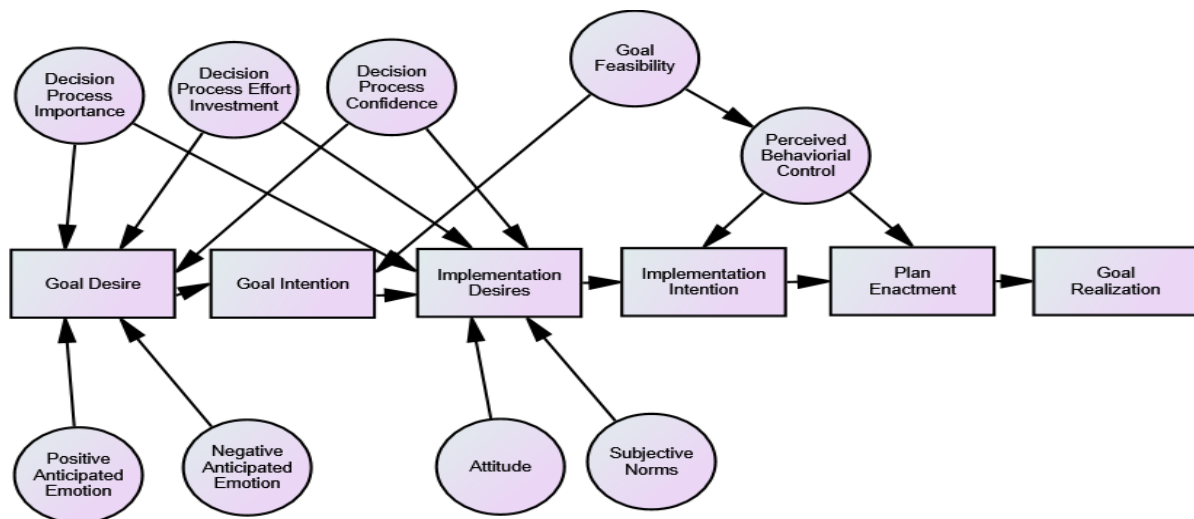 Decision
Process
Importance
Decision
Process Effort
Investment
Decision
Process
Confidence
Goal
Feasibility
Perceived
Behaviorial
Control
Goal Desire
Goal Intention
Implementation
Desires
Implementation
Intention
Plan
Enactment
Goal
Realization
Positive
Anticipated
Emotion
Negative
Anticipated
Emotion
Attitude
Subjective
Norms